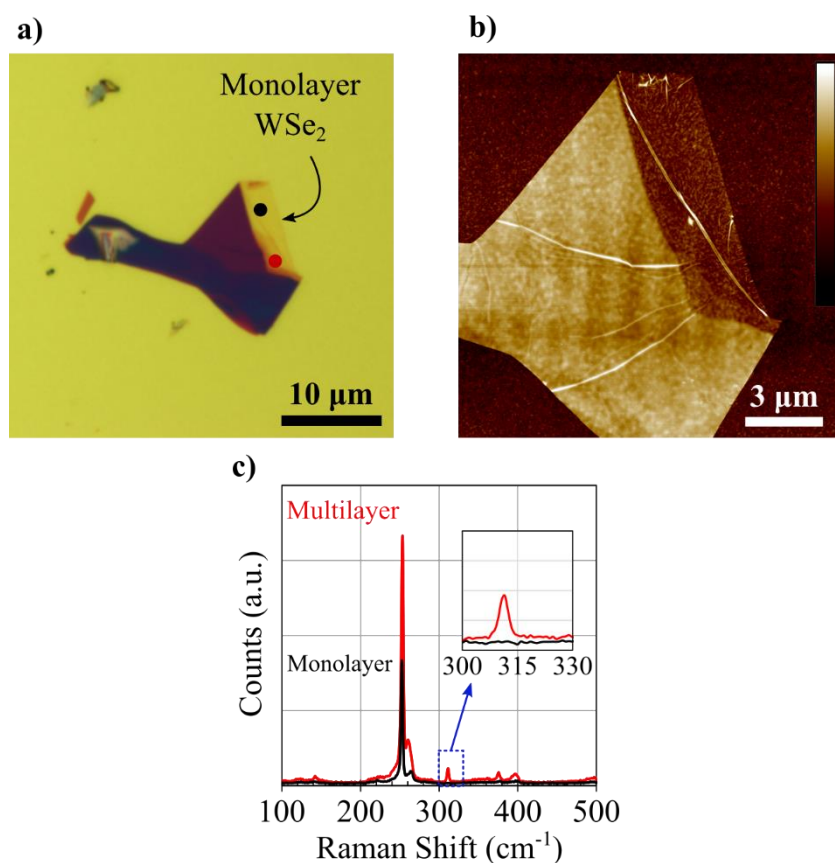 a)
Monolayer
WSe₂
10 μm
b)
3 μm
c)
Multilayer
Monolayer
300 315 330
Counts (a.u.)
100 200 300 400 500
Raman Shift (cm⁻¹)